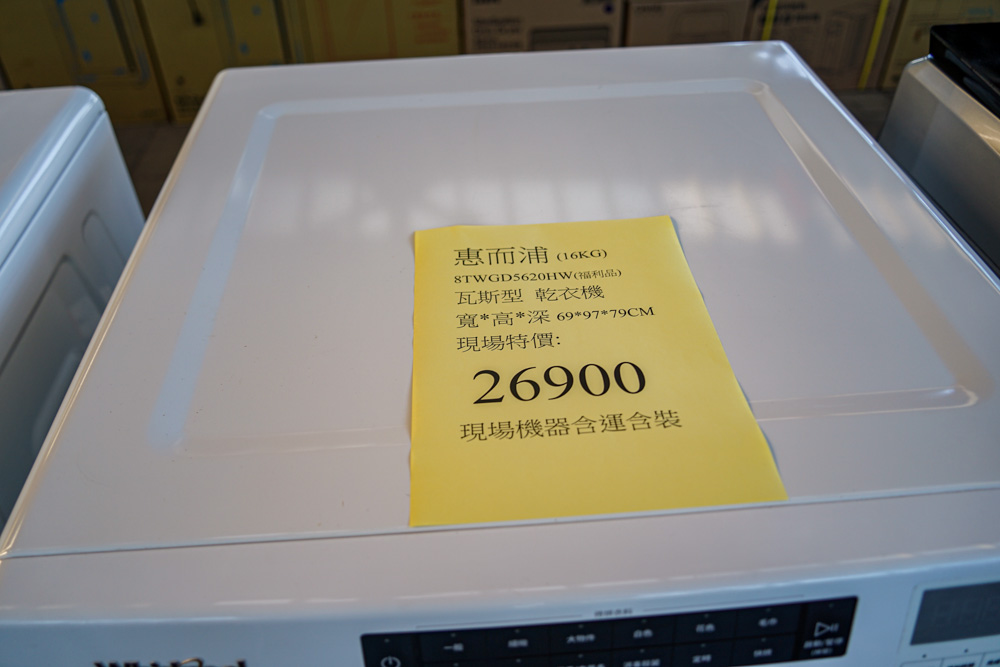 惠而浦 (16KG)
8TWGD5620HW(福利品)
瓦斯型 乾衣機
寬*高*深 69*97*79CM
現場特價:
26900
現場機器含運含裝